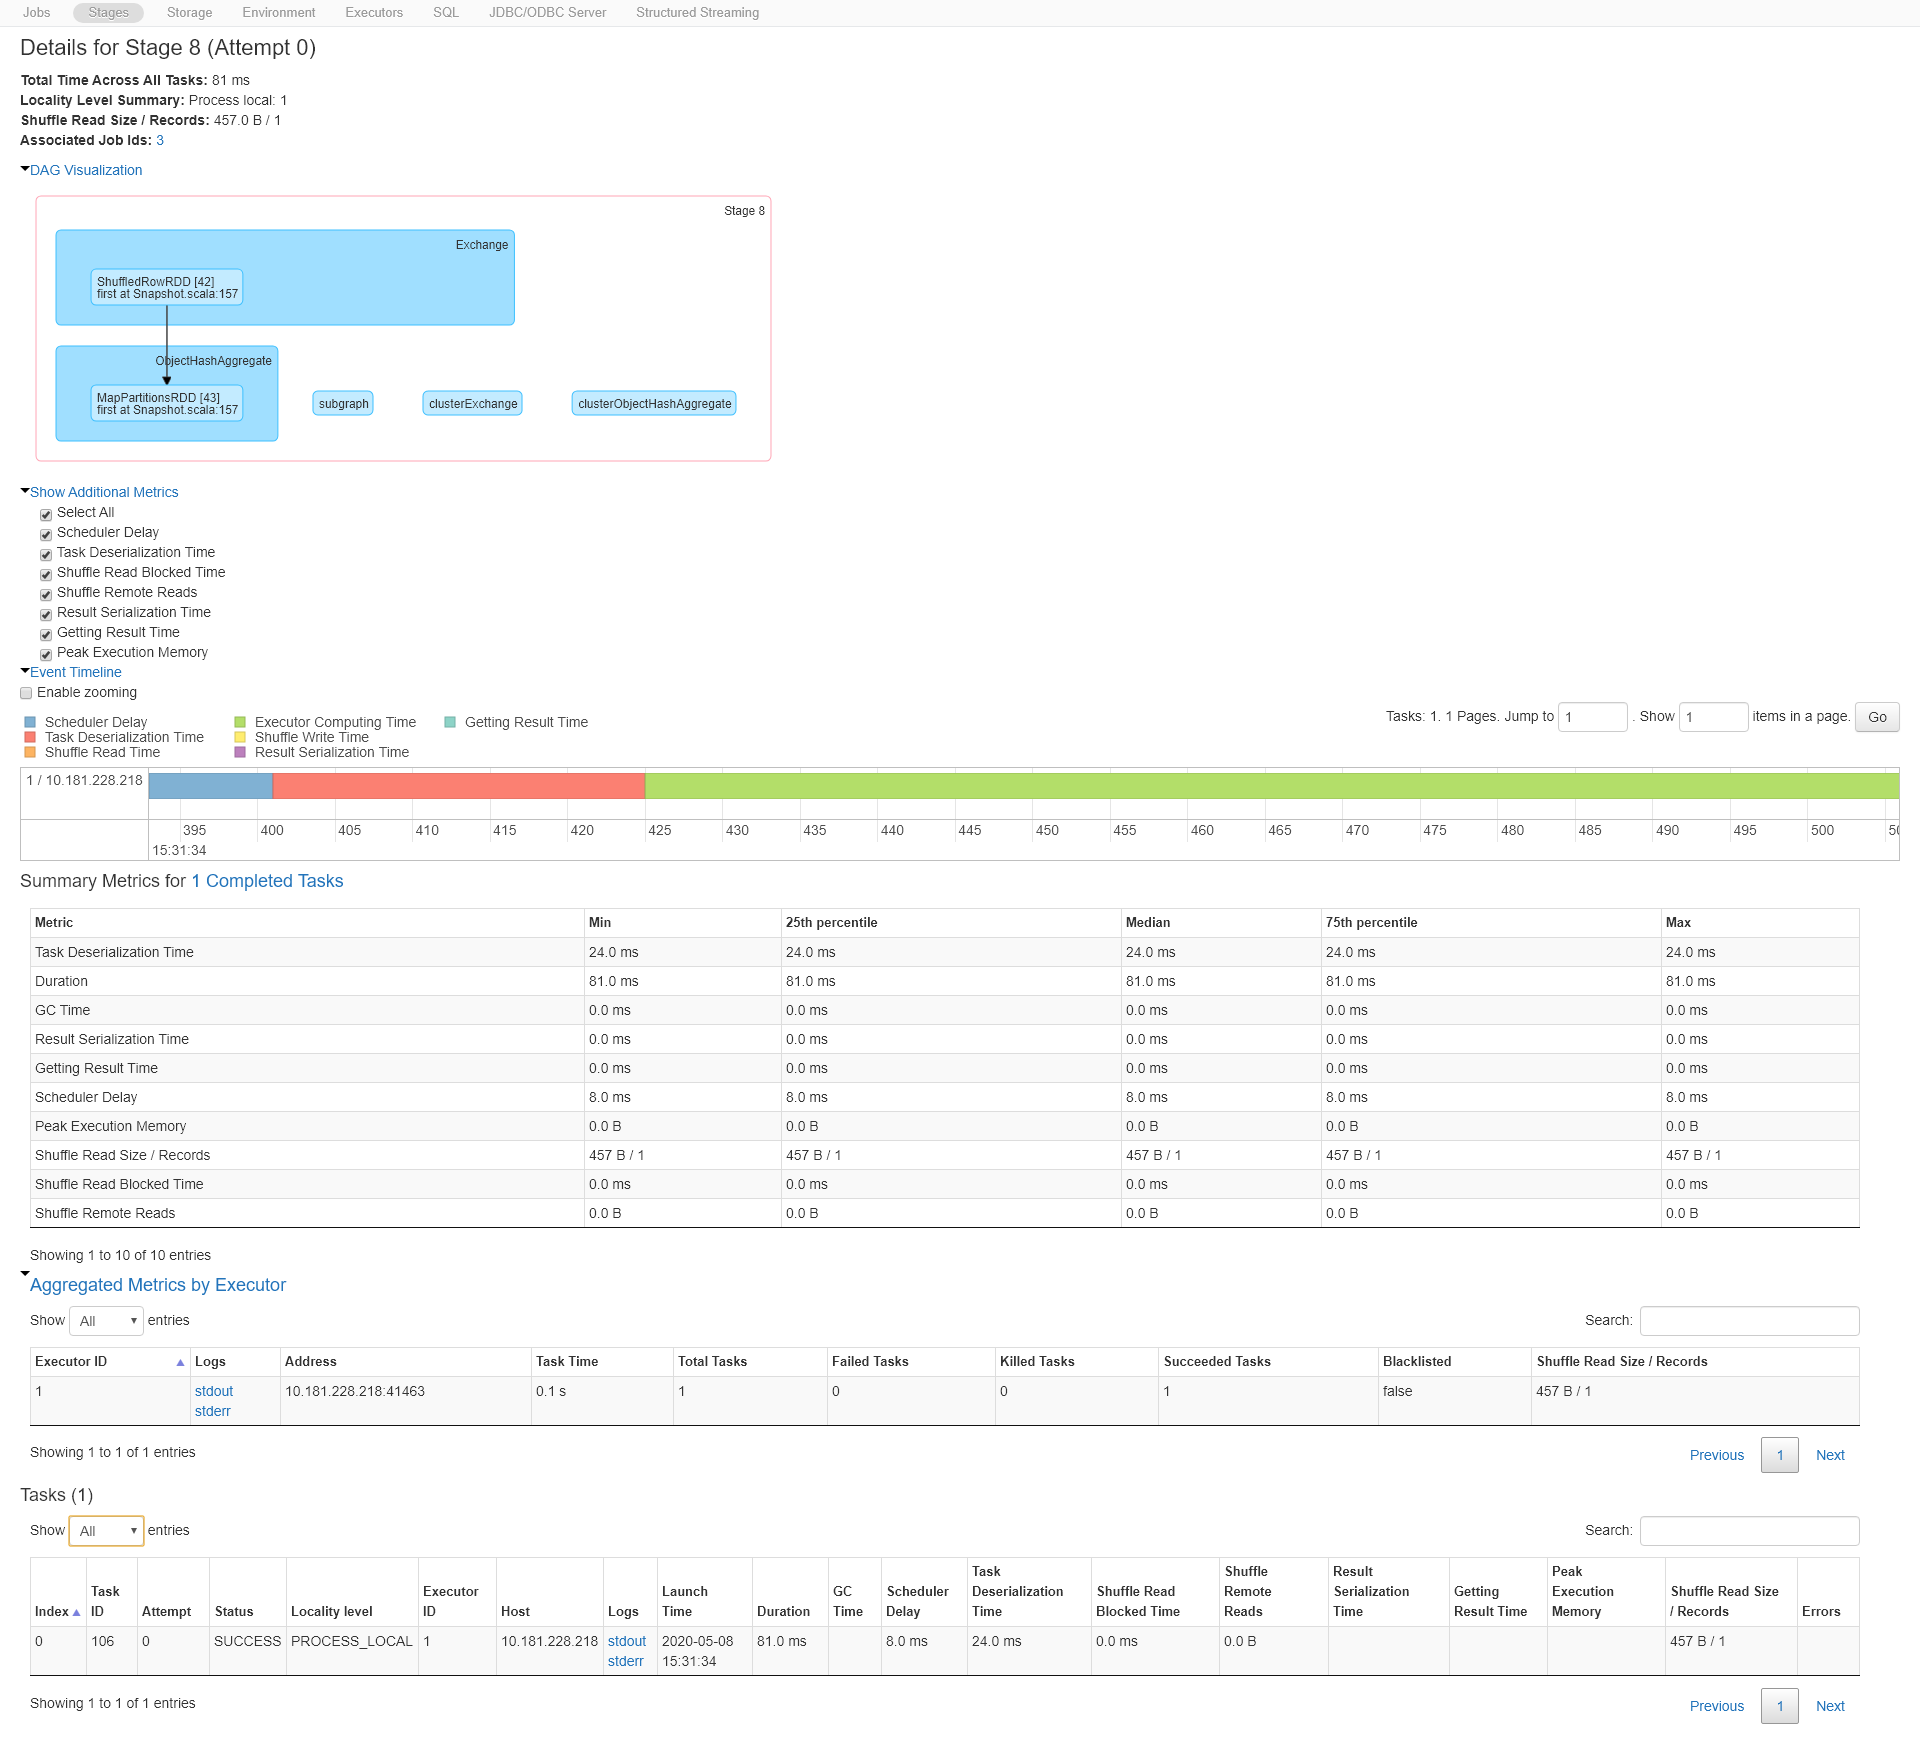 Jobs Stages Storage Environment Executors SQL JDBC/ODBC Server Structured Streaming
Details for Stage 8 (Attempt 0)
Total Time Across All Tasks: 81 ms
Locality Level Summary: Process local: 1
Shuffle Read Size / Records: 457.0 B / 1
Associated Job Ids: 3
DAG Visualization
Stage 8
Exchange
ShuffledRowRDD [42]
first at Snapshot.scala:157
ObjectHashAggregate
MapPartitionsRDD [43]
first at Snapshot.scala:157
subgraph clusterExchange clusterObjectHashAggregate
Show Additional Metrics
Select All
Scheduler Delay
Task Deserialization Time
Shuffle Read Blocked Time
Shuffle Remote Reads
Result Serialization Time
Getting Result Time
Peak Execution Memory
Event Timeline
Enable zooming
Tasks: 1. 1 Pages. Jump to 1 . Show 1 items in a page. Go
Scheduler Delay Executor Computing Time Getting Result Time
Task Deserialization Time Shuffle Write Time
Shuffle Read Time Result Serialization Time
1 / 10.181.228.218
395 400 405 410 415 420 425 430 435 440 445 450 455 460 465 470 475 480 485 490 495 500
15:31:34
Summary Metrics for 1 Completed Tasks
Metric Min 25th percentile Median 75th percentile Max
Task Deserialization Time 24.0 ms 24.0 ms 24.0 ms 24.0 ms 24.0 ms
Duration 81.0 ms 81.0 ms 81.0 ms 81.0 ms 81.0 ms
GC Time 0.0 ms 0.0 ms 0.0 ms 0.0 ms 0.0 ms
Result Serialization Time 0.0 ms 0.0 ms 0.0 ms 0.0 ms 0.0 ms
Getting Result Time 0.0 ms 0.0 ms 0.0 ms 0.0 ms 0.0 ms
Scheduler Delay 8.0 ms 8.0 ms 8.0 ms 8.0 ms 8.0 ms
Peak Execution Memory 0.0 B 0.0 B 0.0 B 0.0 B 0.0 B
Shuffle Read Size / Records 457 B / 1 457 B / 1 457 B / 1 457 B / 1 457 B / 1
Shuffle Read Blocked Time 0.0 ms 0.0 ms 0.0 ms 0.0 ms 0.0 ms
Shuffle Remote Reads 0.0 B 0.0 B 0.0 B 0.0 B 0.0 B
Showing 1 to 10 of 10 entries
Aggregated Metrics by Executor
Show All entries Search:
Executor ID Logs Address Task Time Total Tasks Failed Tasks Killed Tasks Succeeded Tasks Blacklisted Shuffle Read Size / Records
1 stdout 10.181.228.218:41463 0.1 s 1 0 0 1 false 457 B / 1
stderr
Showing 1 to 1 of 1 entries
Previous 1 Next
Tasks (1)
Show All entries Search:
Task Shuffle Result Peak
Task Executor Launch GC Scheduler Deserialization Shuffle Read Remote Serialization Getting Execution Shuffle Read Size
Index ID Attempt Status Locality level ID Host Logs Time Duration Time Delay Time Blocked Time Reads Time Result Time Memory / Records Errors
0 106 0 SUCCESS PROCESS_LOCAL 1 10.181.228.218 stdout 2020-05-08 81.0 ms 8.0 ms 24.0 ms 0.0 ms 0.0 B 457 B / 1
stderr 15:31:34
Showing 1 to 1 of 1 entries
Previous 1 Next